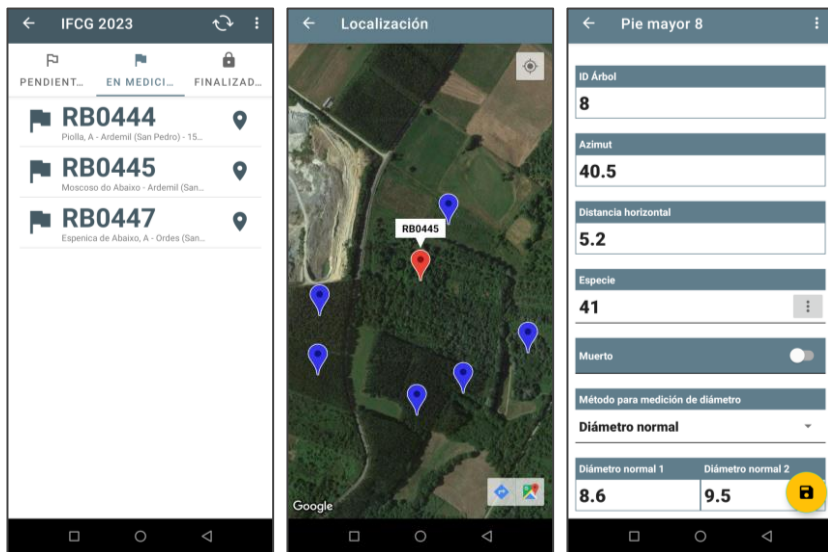 IFCG 2023
PENDIENT...
EN MEDICI...
FINALIZAD...
RB0444
Piolla, A - Ardemil (San Pedro) - 15...
RB0445
Moscoso do Abaixo - Ardemil (San...
RB0447
Espenica de Abaixo, A - Ordes (San...
Localización
RB0445
Google
Pie mayor 8
ID Árbol
8
Azimut
40.5
Distancia horizontal
5.2
Especie
41
Muerto
Método para medición de diámetro
Diámetro normal
Diámetro normal 1 Diámetro normal 2
8.6 9.5